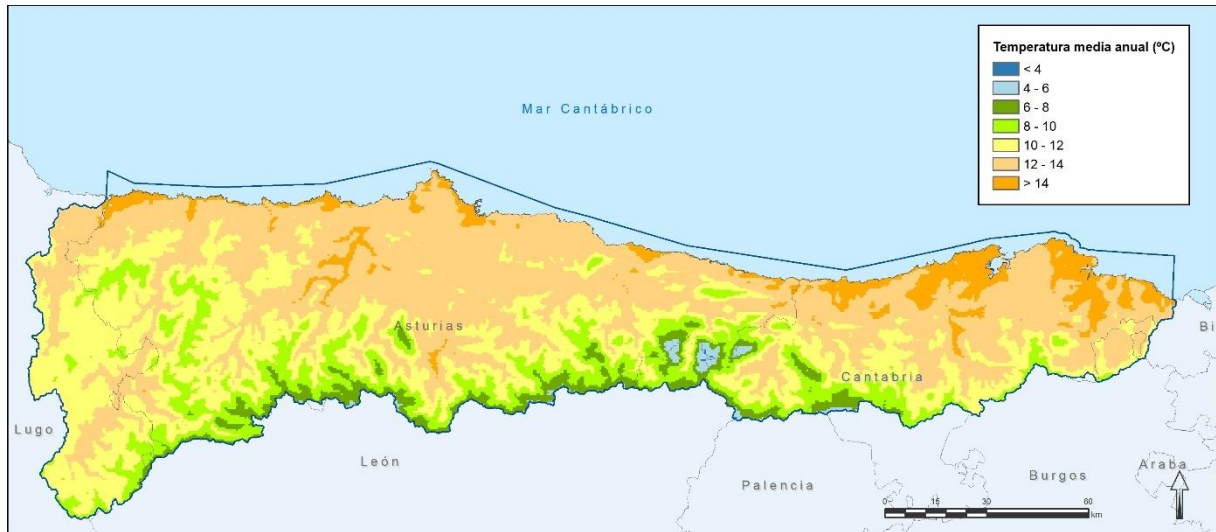 Temperatura media anual (ºC)
< 4
4 - 6
6 - 8
8 - 10
10 - 12
12 - 14
> 14
Mar Cantábrico
Asturias
Cantabria
Bi
Lugo
León
Palencia
Burgos
Araba
0 15 30 60
km